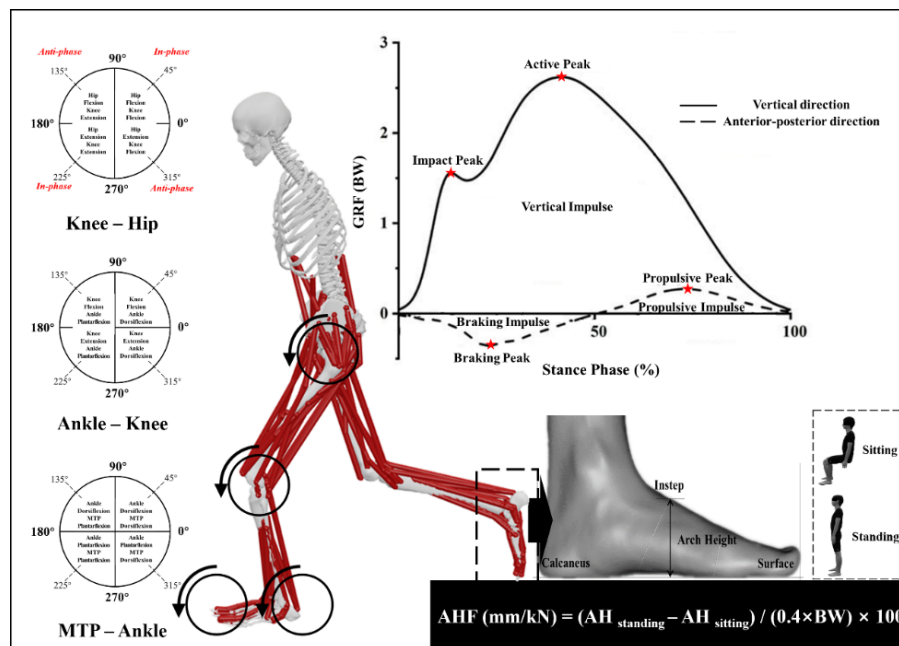 Anti-phase
90°
In-phase
135°
45°
Hip
Flexion
Knee
Extension
Hip
Flexion
Knee
Flexion
180°
0°
Hip
Extension
Knee
Extension
Hip
Extension
Knee
Flexion
In-phase
225°
270°
Anti-phase
315°
Knee – Hip
90°
135°
45°
Knee
Flexion
Ankle
Plantarflexion
Knee
Flexion
Ankle
Dorsiflexion
180°
0°
Knee
Extension
Ankle
Plantarflexion
Knee
Extension
Ankle
Dorsiflexion
225°
315°
270°
Ankle – Knee
90°
135°
45°
Ankle
Dorsiflexion
MTP
Plantarflexion
Ankle
Dorsiflexion
MTP
Dorsiflexion
180°
0°
Ankle
Plantarflexion
MTP
Plantarflexion
Ankle
Plantarflexion
MTP
Dorsiflexion
225°
315°
270°
MTP – Ankle
GRF (BW)
3
2
1
0
-1
Active Peak
Impact Peak
Vertical direction
Anterior-posterior direction
Vertical Impulse
Propulsive Peak
Propulsive Impulse
Braking Impulse
Braking Peak
50
100
Stance Phase (%)
Instep
Arch Height
Calcaneus
Surface
Sitting
Standing
AHF (mm/kN) = (AH standing – AH sitting) / (0.4×BW) × 100